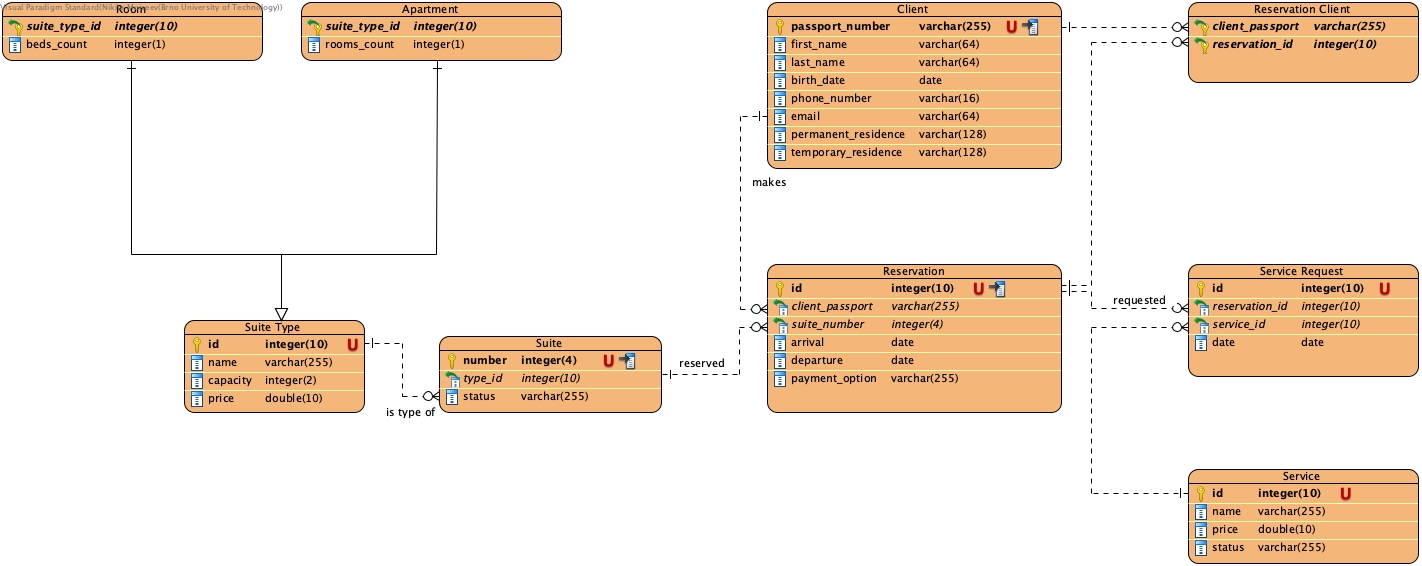 Visual Paradigm Standard(Nikita Moiseev(Brno University of Technology))
Room
suite_type_id integer(10)
beds_count integer(1)
Apartment
suite_type_id integer(10)
rooms_count integer(1)
Client
passport_number varchar(255) U
first_name varchar(64)
last_name varchar(64)
birth_date date
phone_number varchar(16)
email varchar(64)
permanent_residence varchar(128)
temporary_residence varchar(128)
Reservation Client
client_passport varchar(255)
reservation_id integer(10)
makes
Suite Type
id integer(10) U
name varchar(255)
capacity integer(2)
price double(10)
is type of
Suite
number integer(4) U
type_id integer(10)
status varchar(255)
reserved
Reservation
id integer(10) U
client_passport varchar(255)
suite_number integer(4)
arrival date
departure date
payment_option varchar(255)
requested
Service Request
id integer(10) U
reservation_id integer(10)
service_id integer(10)
date date
Service
id integer(10) U
name varchar(255)
price double(10)
status varchar(255)